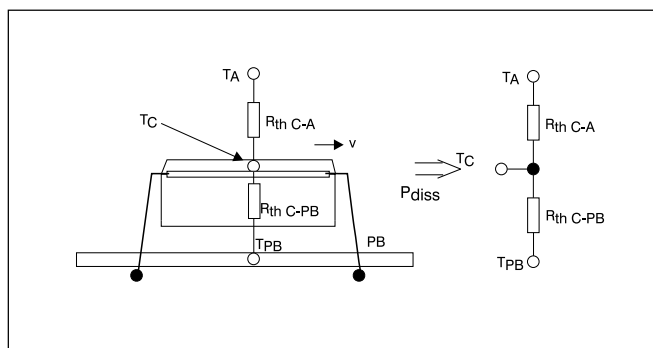 TA
TC
Rth C-A
v
Rth C-PB
TPB
PB
Pdiss
TA
Rth C-A
TC
Rth C-PB
TPB